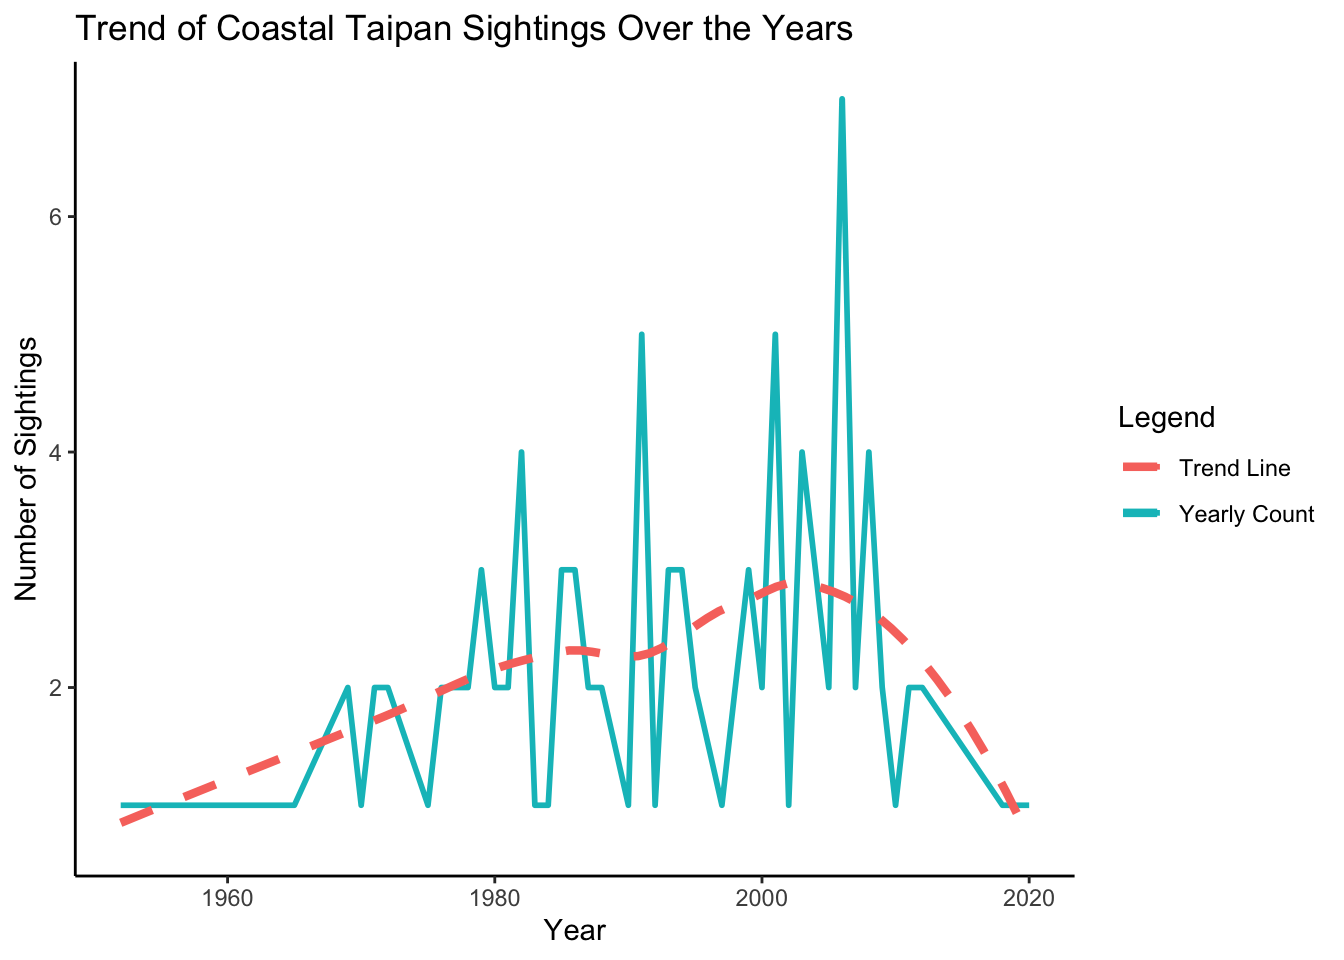 Trend of Coastal Taipan Sightings Over the Years
Number of Sightings
6
4
2
1960
1980
2000
2020
Year
Legend
Trend Line
Yearly Count